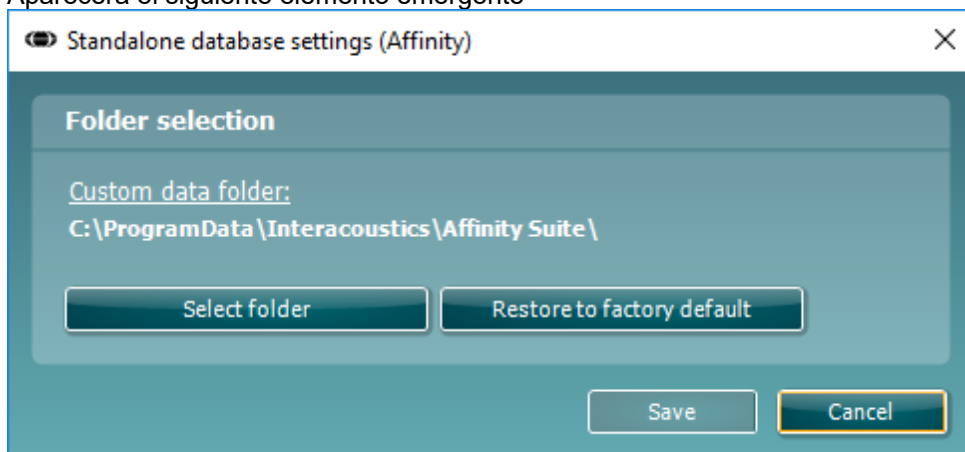 Aparecerá el siguiente elemento emergente
Standalone database settings (Affinity)
Folder selection
Custom data folder:
C:\ProgramData\Interacoustics\Affinity Suite\
Select folder
Restore to factory default
Save
Cancel